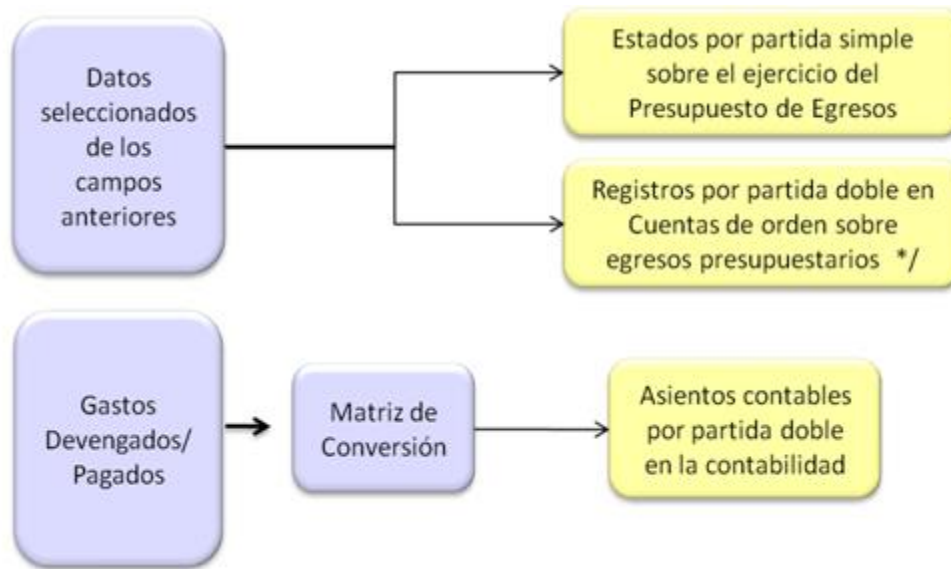 Datos
seleccionados
de los
campos
anteriores
Estados por partida simple
sobre el ejercicio del
Presupuesto de Egresos
Registros por partida doble en
Cuentas de orden sobre
egresos presupuestarios */
Gastos
Devengados/
Pagados
Matriz de
Conversión
Asientos contables
por partida doble
en la contabilidad